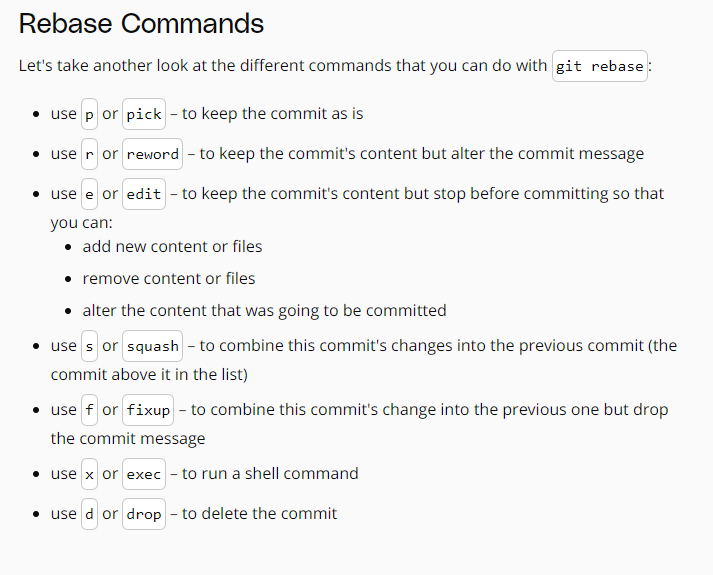 Rebase Commands
Let's take another look at the different commands that you can do with git rebase:
• use p or pick – to keep the commit as is
• use r or reword – to keep the commit's content but alter the commit message
• use e or edit – to keep the commit's content but stop before committing so that
you can:
• add new content or files
• remove content or files
• alter the content that was going to be committed
• use s or squash – to combine this commit's changes into the previous commit (the
commit above it in the list)
• use f or fixup – to combine this commit's change into the previous one but drop
the commit message
• use x or exec – to run a shell command
• use d or drop – to delete the commit